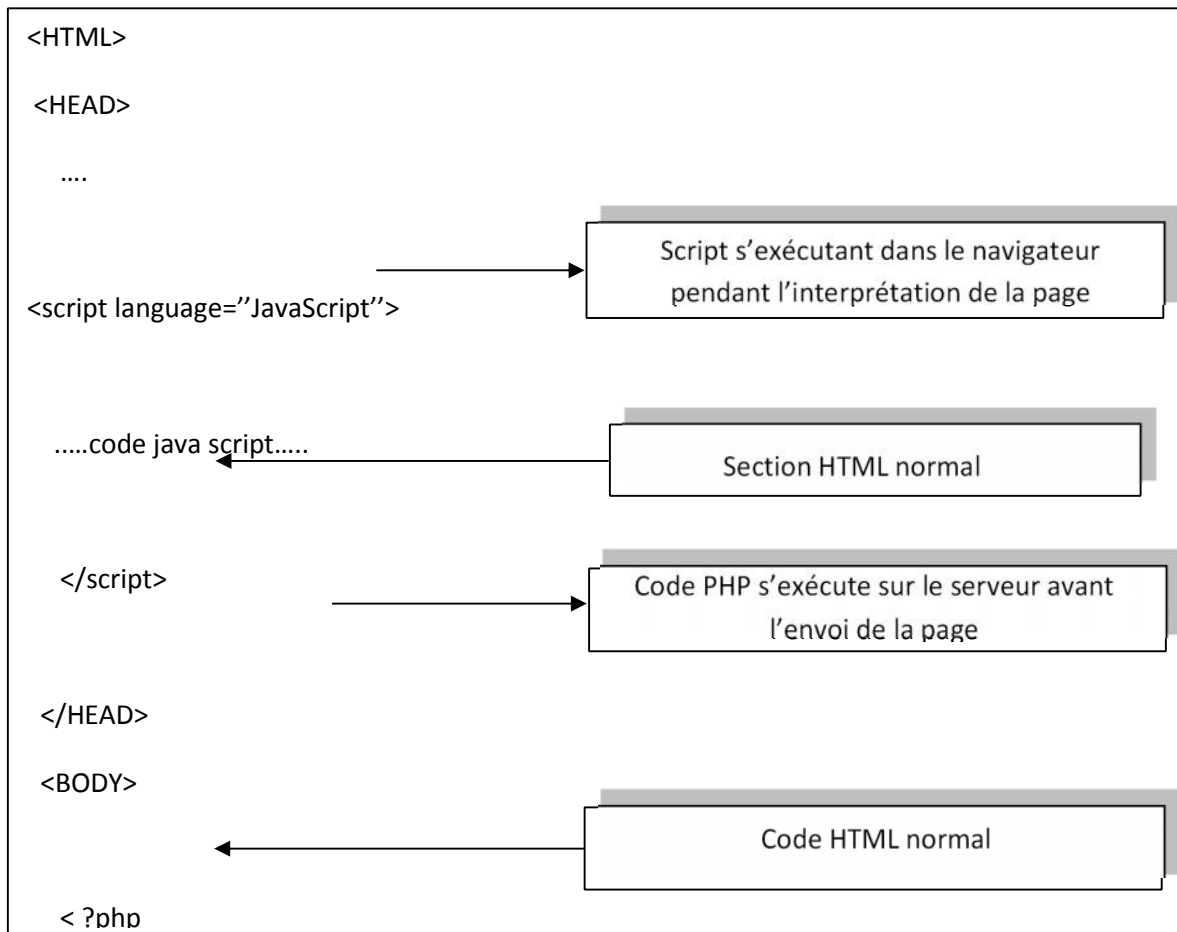 <HTML>
<HEAD>
....
Script s’exécutant dans le navigateur
pendant l’interprétation de la page
<script language=’’JavaScript’’>
.....code java script.....
Section HTML normal
</script>
Code PHP s’exécute sur le serveur avant
l’envoi de la page
</HEAD>
<BODY>
Code HTML normal
< ?php